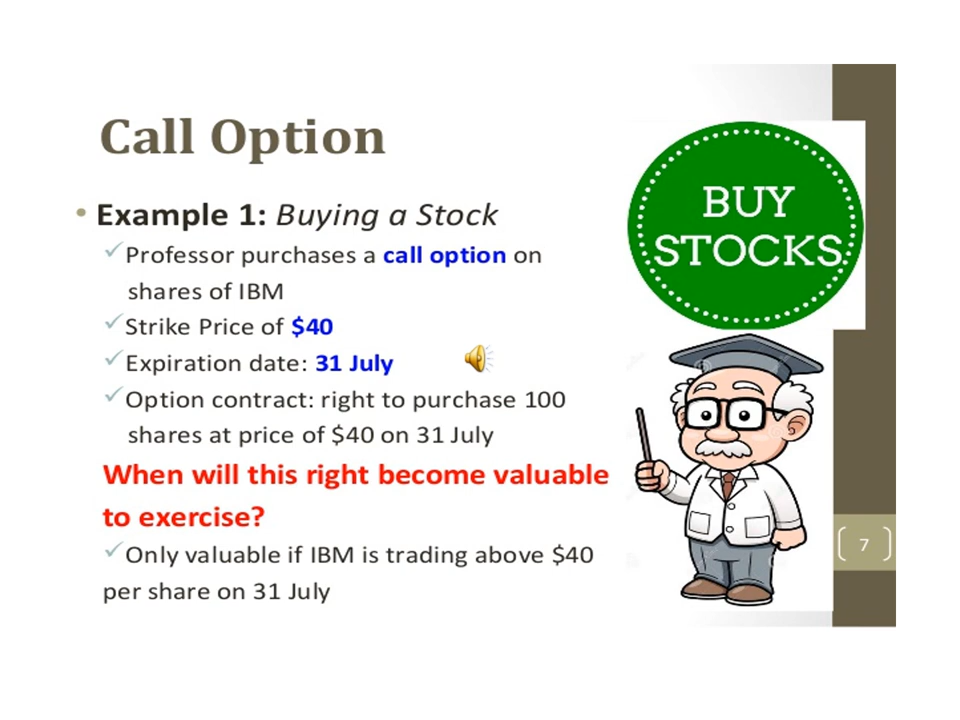 Call Option
• Example 1: Buying a Stock
✓Professor purchases a call option on
shares of IBM
✓Strike Price of $40
✓Expiration date: 31 July
✓Option contract: right to purchase 100
shares at price of $40 on 31 July
When will this right become valuable
to exercise?
✓Only valuable if IBM is trading above $40
per share on 31 July
BUY
STOCKS
7